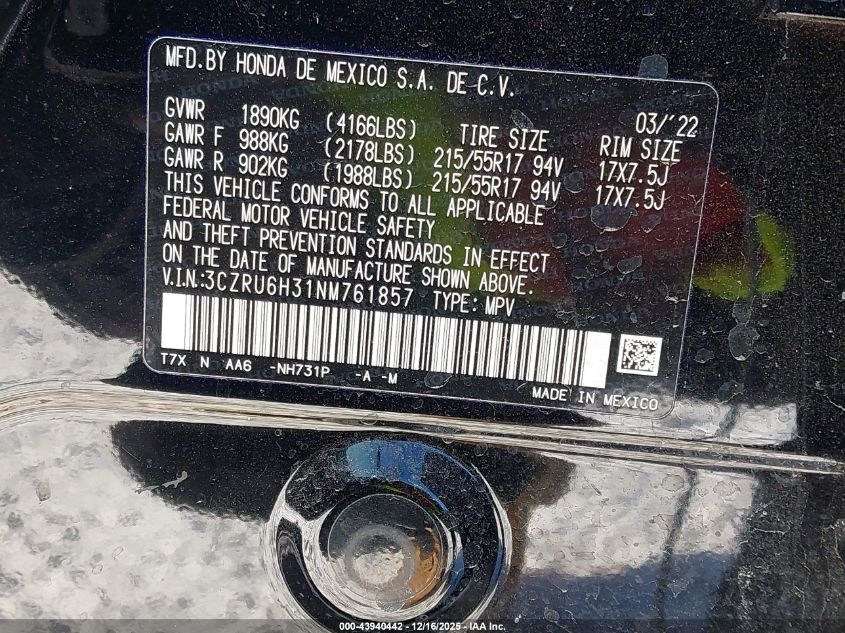 MFD. BY HONDA DE MEXICO S.A. DE C.V.
03/'22
GVWR 1890KG (4166LBS) TIRE SIZE RIM SIZE
GAWR F 988KG (2178LBS) 215/55R17 94V 17X7.5J
GAWR R 902KG (1988LBS) 215/55R17 94V 17X7.5J
THIS VEHICLE CONFORMS TO ALL APPLICABLE
FEDERAL MOTOR VEHICLE SAFETY
AND THEFT PREVENTION STANDARDS IN EFFECT
ON THE DATE OF MANUFACTURE SHOWN ABOVE.
V.I.N:3CZRU6H31NM761857 TYPE: MPV
T7X N AA6 -NH731P -A -M
MADE IN MEXICO
000-43940442 - 12/16/2025 - IAA Inc.